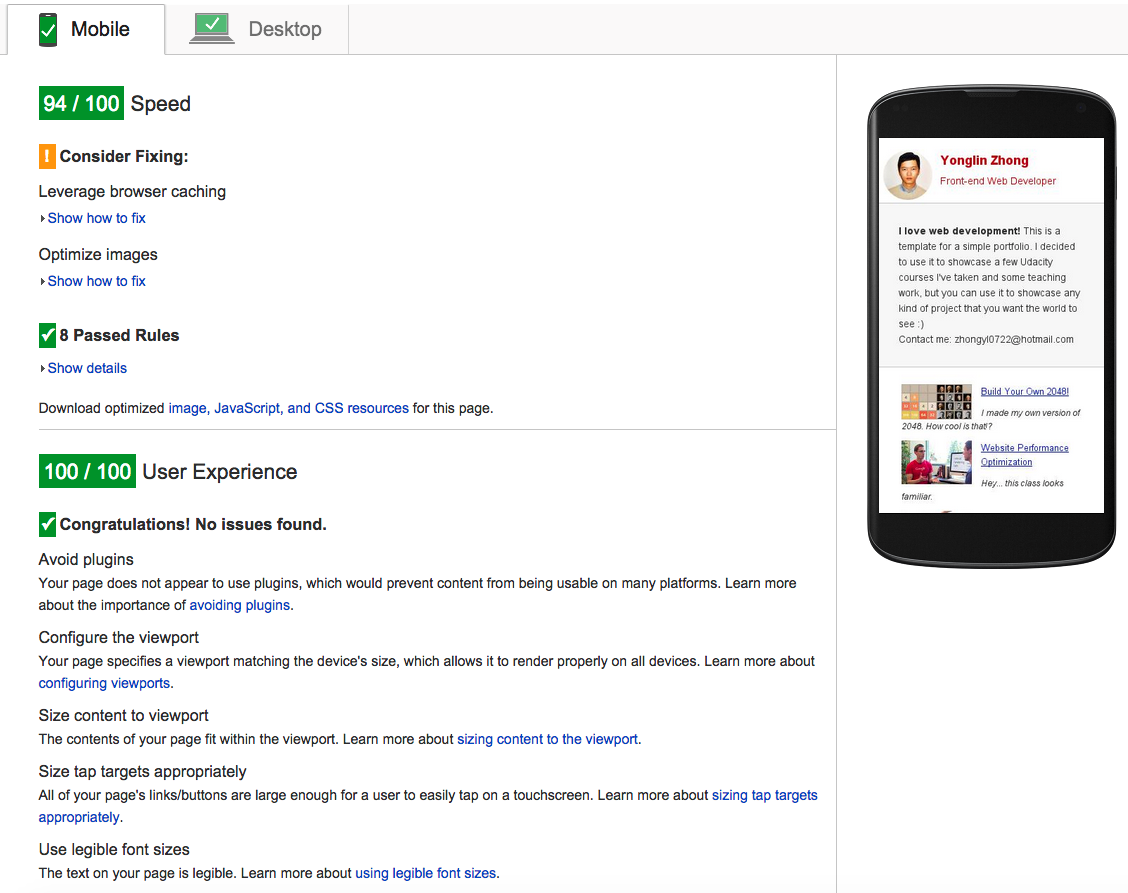 Mobile
Desktop
94 / 100 Speed
! Consider Fixing:
Leverage browser caching
Show how to fix
Optimize images
Show how to fix
8 Passed Rules
Show details
Download optimized image, JavaScript, and CSS resources for this page.
100 / 100 User Experience
Congratulations! No issues found.
Avoid plugins
Your page does not appear to use plugins, which would prevent content from being usable on many platforms. Learn more
about the importance of avoiding plugins.
Configure the viewport
Your page specifies a viewport matching the device's size, which allows it to render properly on all devices. Learn more about
configuring viewports.
Size content to viewport
The contents of your page fit within the viewport. Learn more about sizing content to the viewport.
Size tap targets appropriately
All of your page's links/buttons are large enough for a user to easily tap on a touchscreen. Learn more about sizing tap targets
appropriately.
Use legible font sizes
The text on your page is legible. Learn more about using legible font sizes.
Yonglin Zhong
Front-end Web Developer
I love web development! This is a
template for a simple portfolio. I decided
to use it to showcase a few Udacity
courses I've taken and some teaching
work, but you can use it to showcase any
kind of project that you want the world to
see :)
Contact me: zhongyl0722@hotmail.com
Build Your Own 2048!
I made my own version of
2048. How cool is that!?
Website Performance
Optimization
Hey... this class looks
familiar.